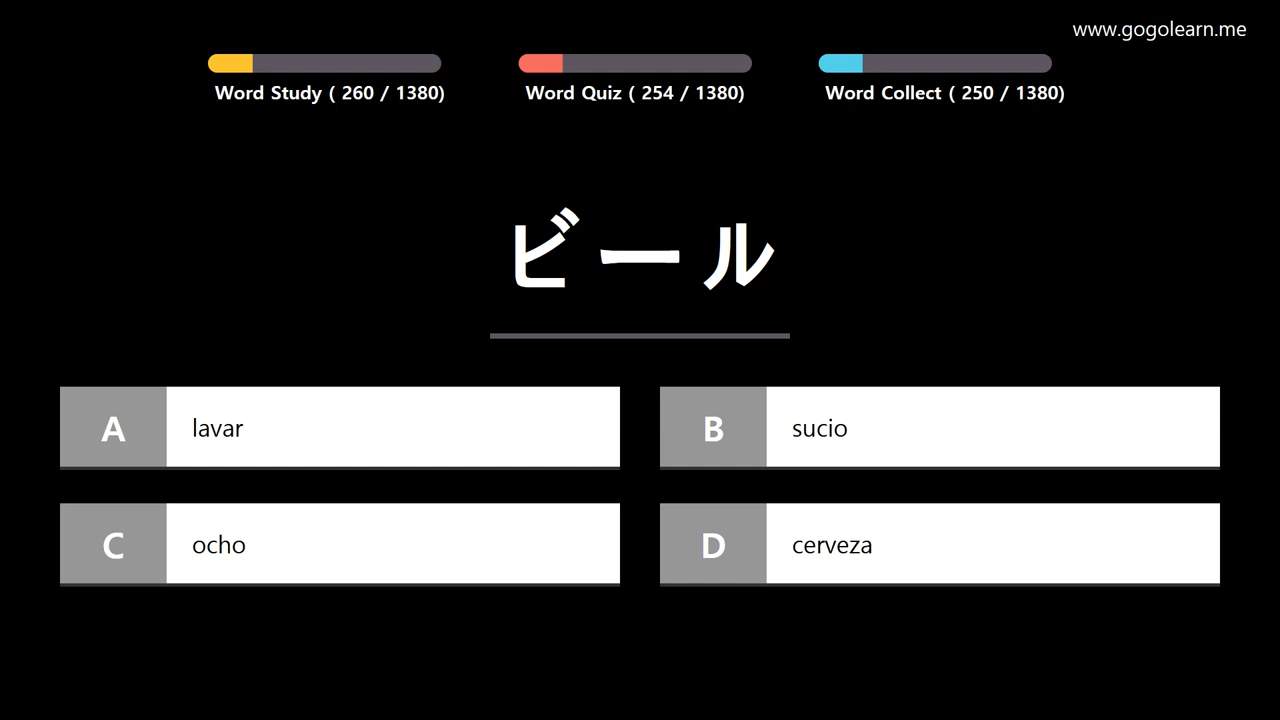 www.gogolearn.me
Word Study ( 260 / 1380)
Word Quiz ( 254 / 1380)
Word Collect ( 250 / 1380)
ビール
A lavar
B sucio
C ocho
D cerveza